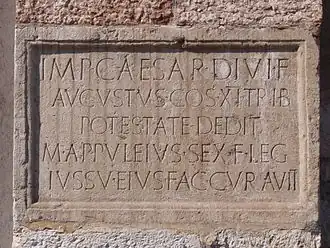 IMP·CAESAR·DIVI·F
AVGVSTVS·COS·XI·TRIB
POTESTATE·DEDIT
M·APPVLEIVS·SEX·F·LEG
IVSSV·EIVS·FAC·CVRAVIT